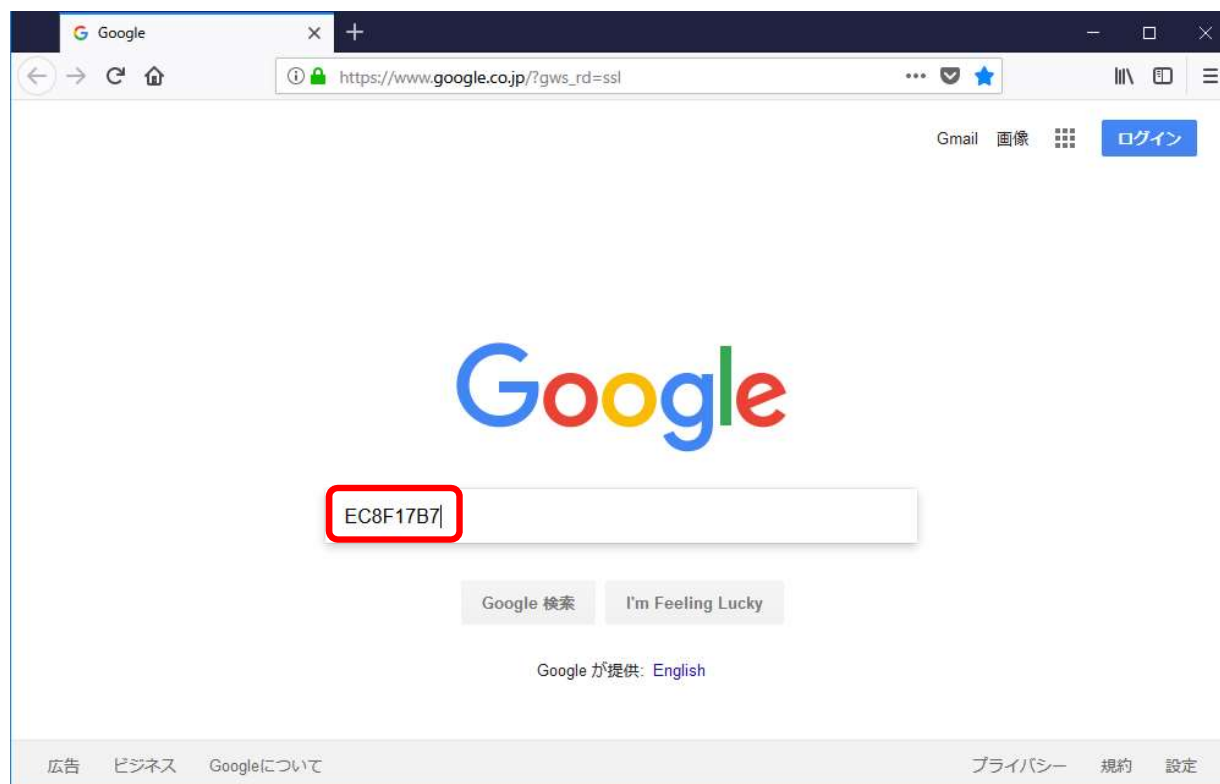 Google
https://www.google.co.jp/?gws_rd=ssl
Gmail 画像 ログイン
Google
EC8F17B7
Google 検索 I'm Feeling Lucky
Google が提供: English
広告 ビジネス Googleについて プライバシー 規約 設定